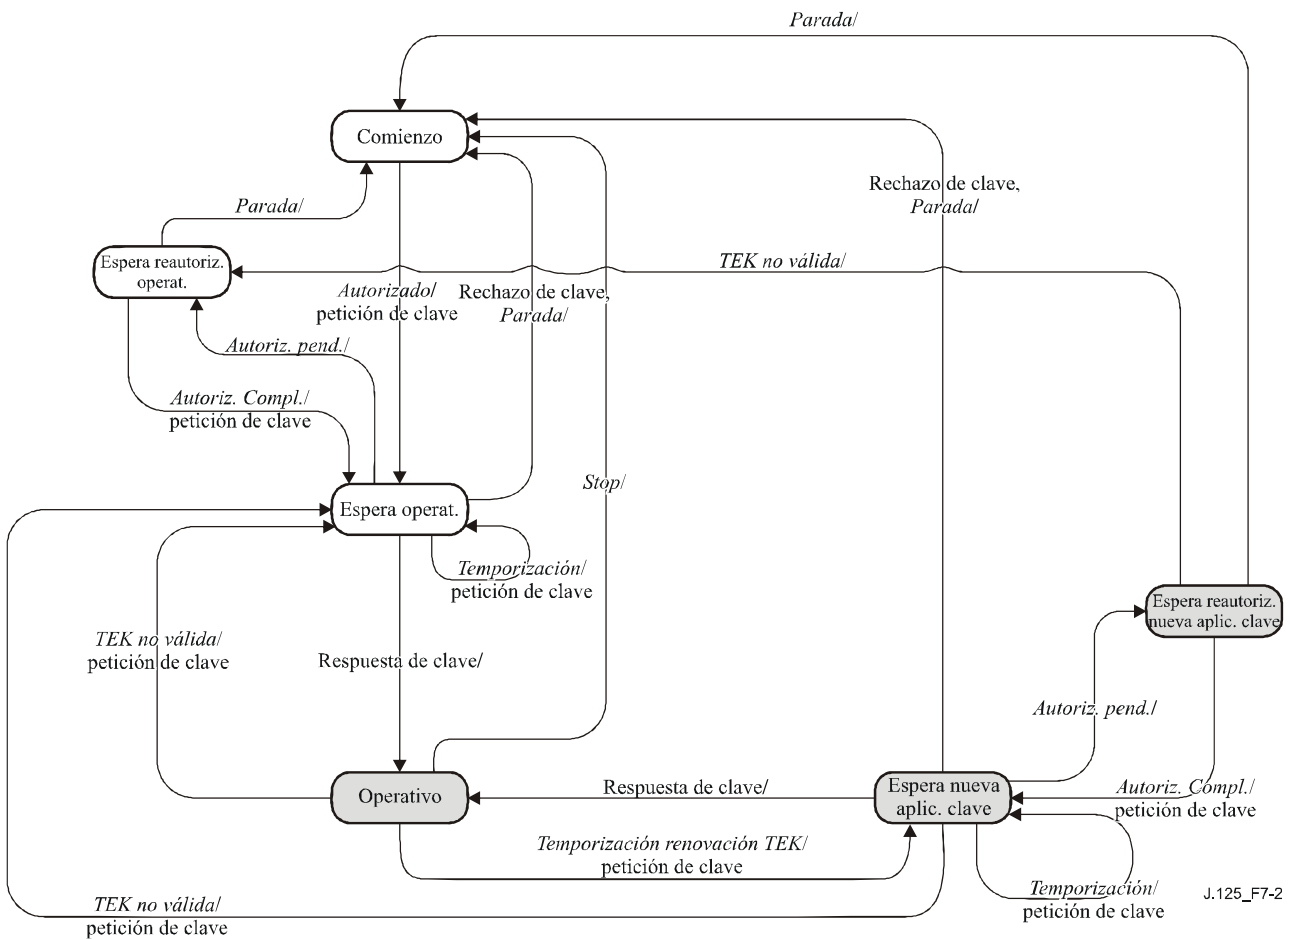 Parada/
Comienzo
Rechazo de clave,
Parada/
Parada/
Espera reautoriz.
operat.
TEK no válida/
Autorizado/
petición de clave
Rechazo de clave,
Parada/
Autoriz. pend./
Autoriz. Compl./
petición de clave
Stop/
Espera operat.
Temporización/
petición de clave
Espera reautoriz.
nueva aplic. clave
TEK no válida/
petición de clave
Respuesta de clave/
Autoriz. pend./
Operativo
Respuesta de clave/
Espera nueva
aplic. clave
Autoriz. Compl./
petición de clave
Temporización renovación TEK/
petición de clave
Temporización/
petición de clave
J.125_F7-2
TEK no válida/
petición de clave